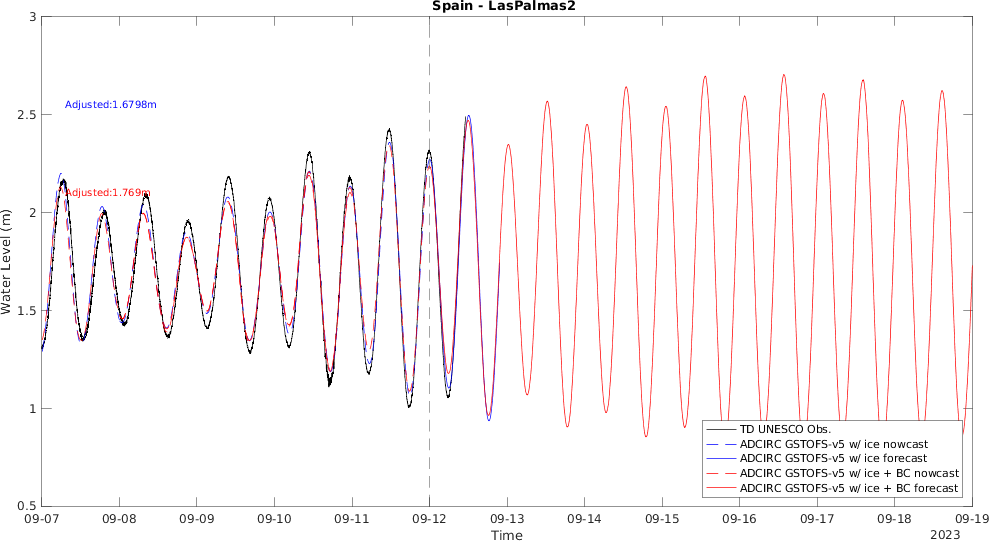 Spain - LasPalmas2
3
2.5
2
1.5
1
0.5
Water Level (m)
Adjusted:1.6798m
Adjusted:1.769m
TD UNESCO Obs.
ADCIRC GSTOFS-v5 w/ ice nowcast
ADCIRC GSTOFS-v5 w/ ice forecast
ADCIRC GSTOFS-v5 w/ ice + BC nowcast
ADCIRC GSTOFS-v5 w/ ice + BC forecast
09-07 09-08 09-09 09-10 09-11 09-12 09-13 09-14 09-15 09-16 09-17 09-18 09-19
Time
2023